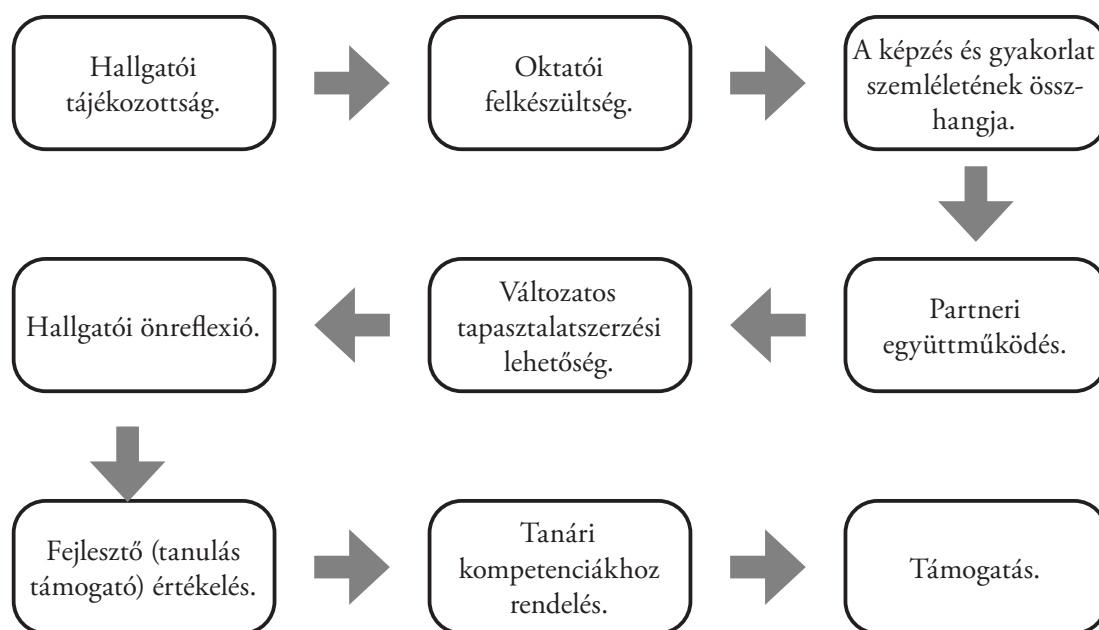 Hallgatói
tájékozottság.
Oktatói
felkészültség.
A képzés és gyakorlat
szemléletének össz-
hangja.
Partneri
együttműködés.
Változatos
tapasztalatszerzési
lehetőség.
Hallgatói önreflexió.
Fejlesztő (tanulás
támogató) értékelés.
Tanári
kompetenciákhoz
rendelés.
Támogatás.